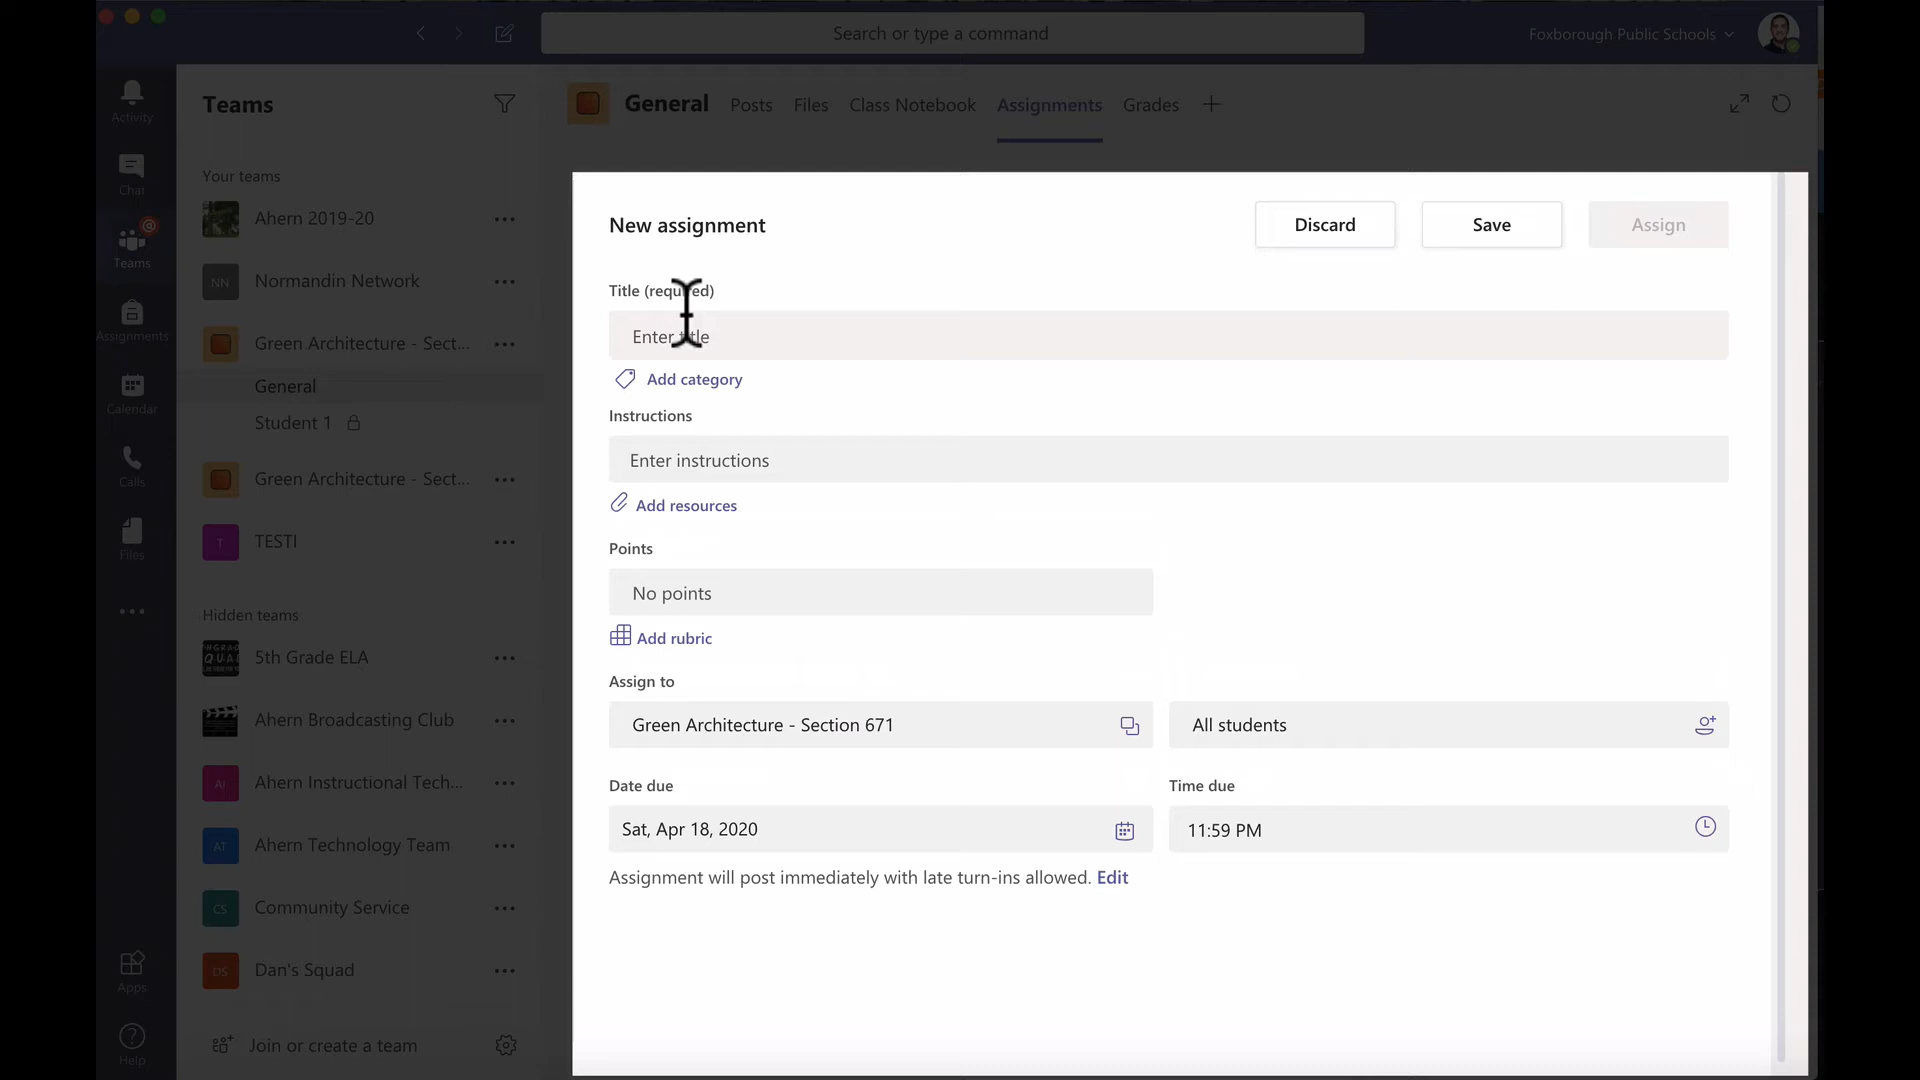 Search or type a command
Foxborough Public Schools
Activity
Chat
Teams
Assignments
Calendar
Calls
Files
Apps
Help
Teams
Your teams
Ahern 2019-20
NN Normandin Network
Green Architecture - Sect...
General
Student 1
Green Architecture - Sect...
T TESTI
Hidden teams
5th Grade ELA
Ahern Broadcasting Club
AI Ahern Instructional Tech...
AT Ahern Technology Team
CS Community Service
DS Dan's Squad
Join or create a team
General Posts Files Class Notebook Assignments Grades
New assignment
Discard Save Assign
Title (required)
Enter title
Add category
Instructions
Enter instructions
Add resources
Points
No points
Add rubric
Assign to
Green Architecture - Section 671
All students
Date due
Time due
Sat, Apr 18, 2020
11:59 PM
Assignment will post immediately with late turn-ins allowed. Edit